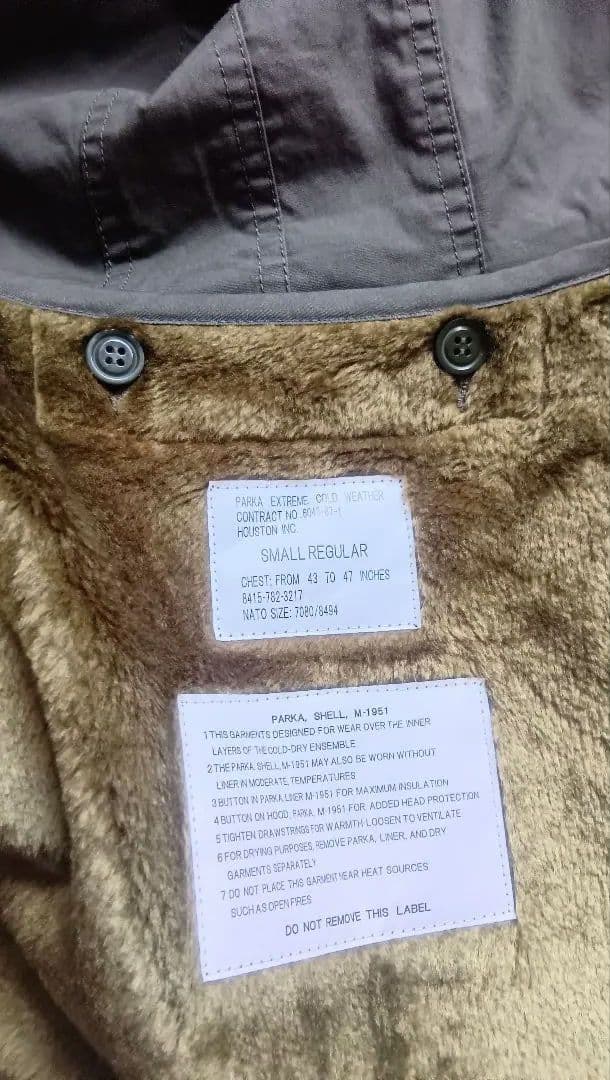 PARKA EXTREME COLD WEATHER
CONTRACT NO.
HOUSTON INC.
SMALL REGULAR
CHEST: FROM 43 TO 47 INCHES
8415-782-3217
NATO SIZE: 7080/9494
PARKA, SHELL, M-1951
1 THIS GARMENTS DESIGNED FOR WEAR OVER THE INNER
LAYERS OF THE COLD-DRY ENSEMBLE
2 THE PARKA, SHELL, M-1951 MAY ALSO BE WORN WITHOUT
LINER IN MODERATE, TEMPERATURES
3 BUTTON IN PARKA, LINER M-1951 FOR MAXIMUM INSULATION
4 BUTTON ON HOOD, PARKA, M-1951 FOR ADDED HEAD PROTECTION
5 TIGHTEN DRAWSTRINGS FOR WARMTH-LOOSEN TO VENTILATE
6 FOR DRYING PURPOSES, REMOVE PARKA, LINER, AND DRY
GARMENTS SEPARATELY
7 DO NOT PLACE THIS GARMENT NEAR HEAT SOURCES
SUCH AS OPEN FIRES
DO NOT REMOVE THIS LABEL